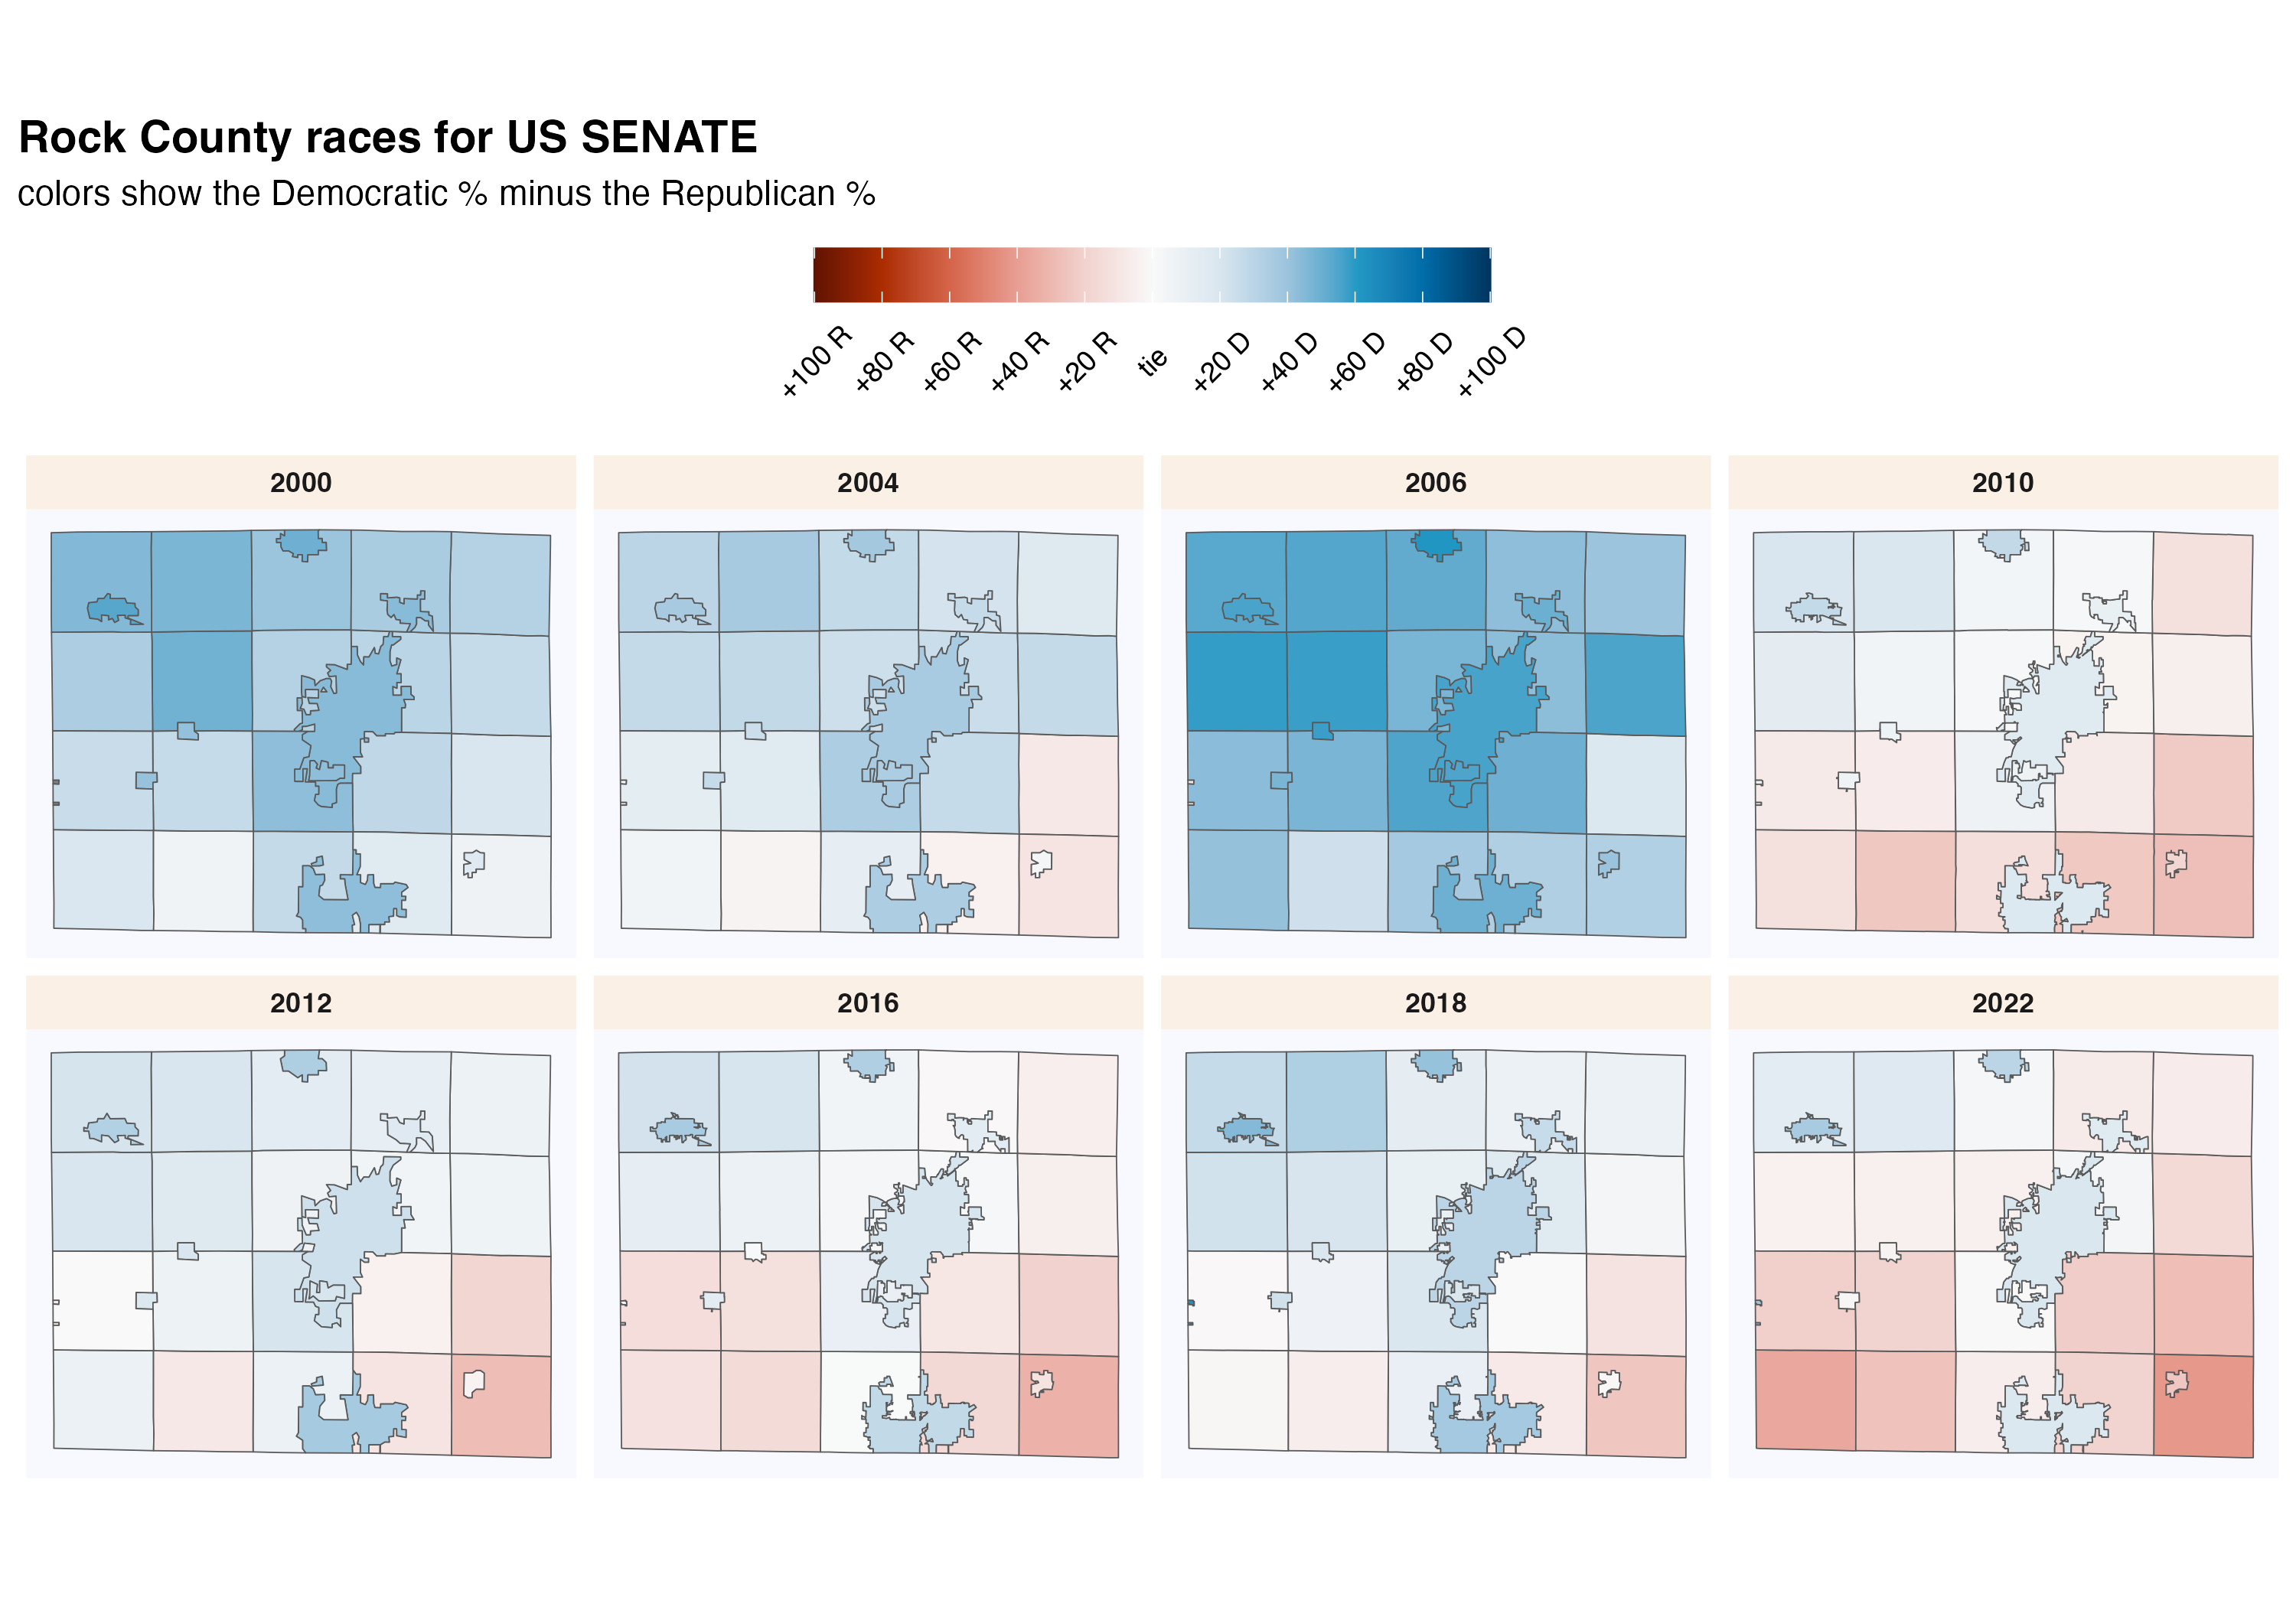 Rock County races for US SENATE
colors show the Democratic % minus the Republican %
+100 R
+80 R
+60 R
+40 R
+20 R
tie
+20 D
+40 D
+60 D
+80 D
+100 D
2000
2004
2006
2010
2012
2016
2018
2022